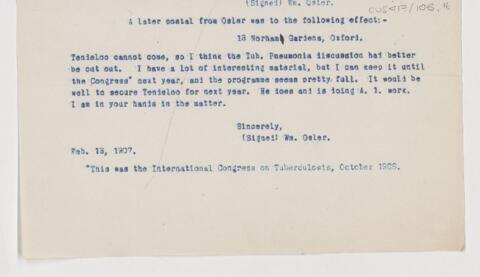 (Signed) Wm. Osler.
CUS417/105.16
A later postal from Osler was to the following effect:-
13 Norham Gardens, Oxford.
Tendeloo cannot come, so I think the Tub. Pneumonia discussion had better
be cut out. I have a lot of interesting material, but I can keep it until
the Congress* next year, and the programme seems pretty full. It would be
well to secure Tendeloo for next year. He does and is doing A. 1. work.
I am in your hands in the matter.
Sincerely,
(Signed) Wm. Osler.
Feb. 13, 1907.
*This was the International Congress on Tuberculosis, October 1908.